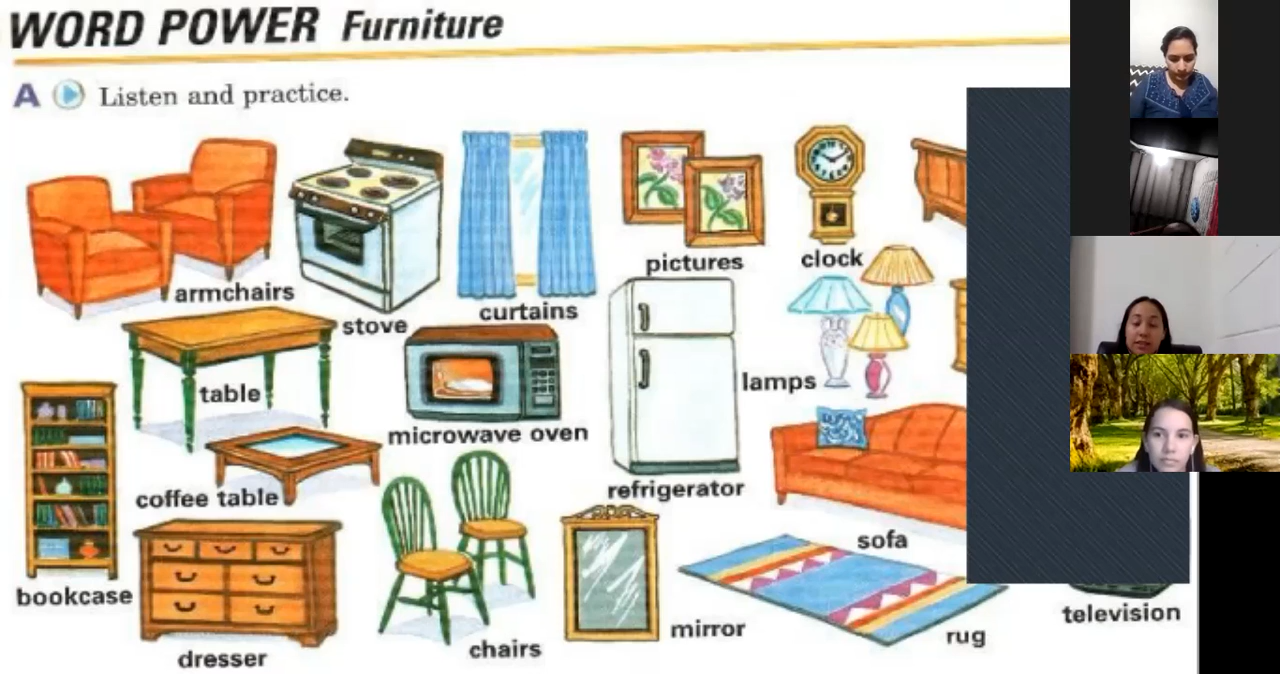 WORD POWER Furniture
A Listen and practice.
armchairs
stove
curtains
pictures
clock
table
microwave oven
refrigerator
lamps
coffee table
bookcase
dresser
chairs
mirror
sofa
rug
television